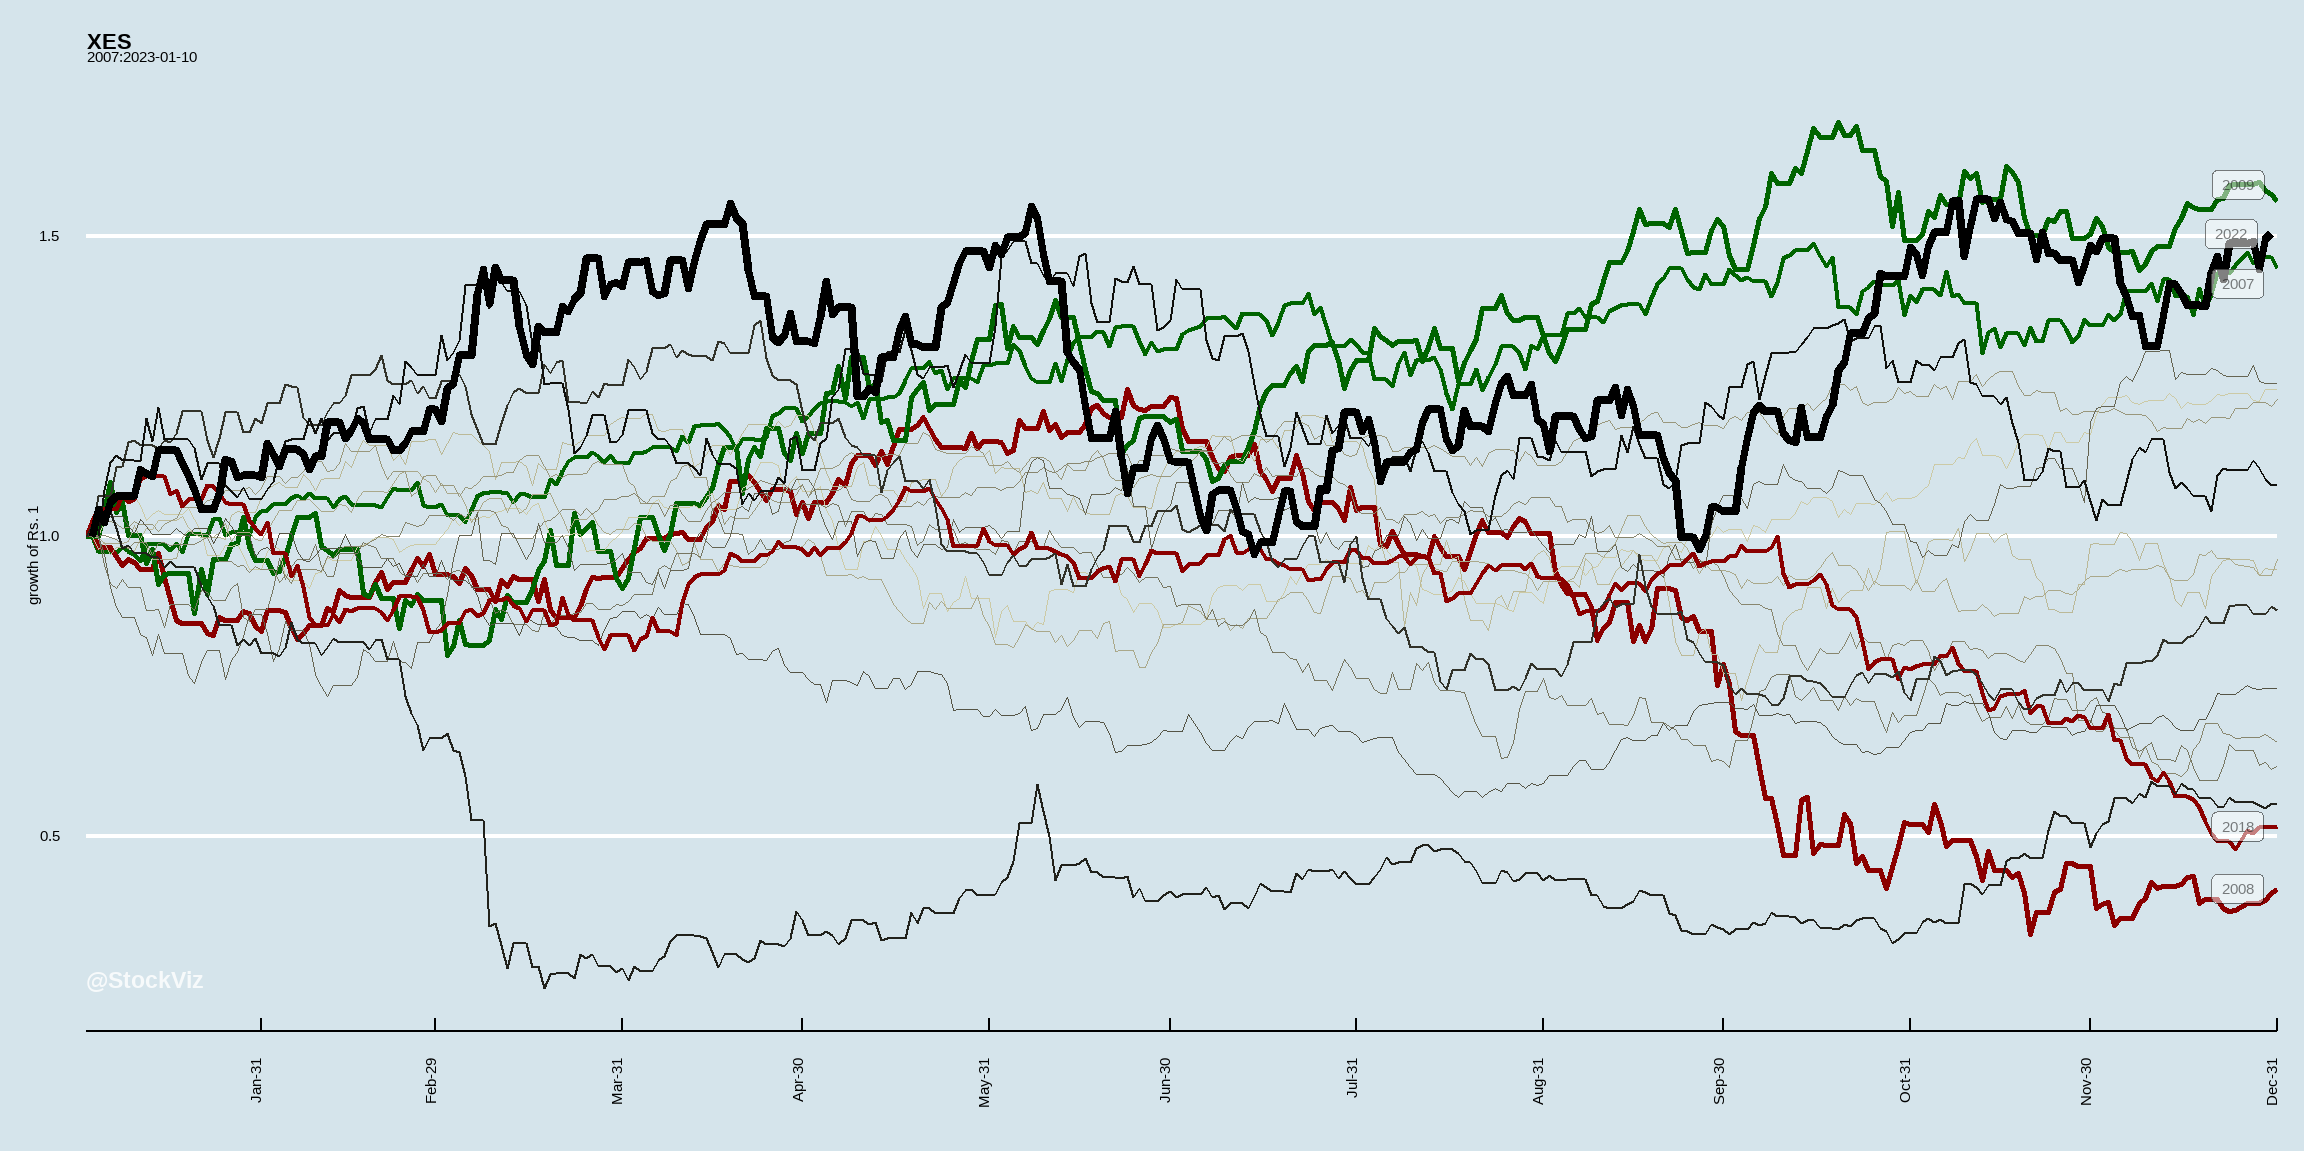 XES
2007:2023-01-10
growth of Rs. 1
1.5
1.0
0.5
2009
2022
2007
2018
2008
@StockViz
Jan-31
Feb-29
Mar-31
Apr-30
May-31
Jun-30
Jul-31
Aug-31
Sep-30
Oct-31
Nov-30
Dec-31